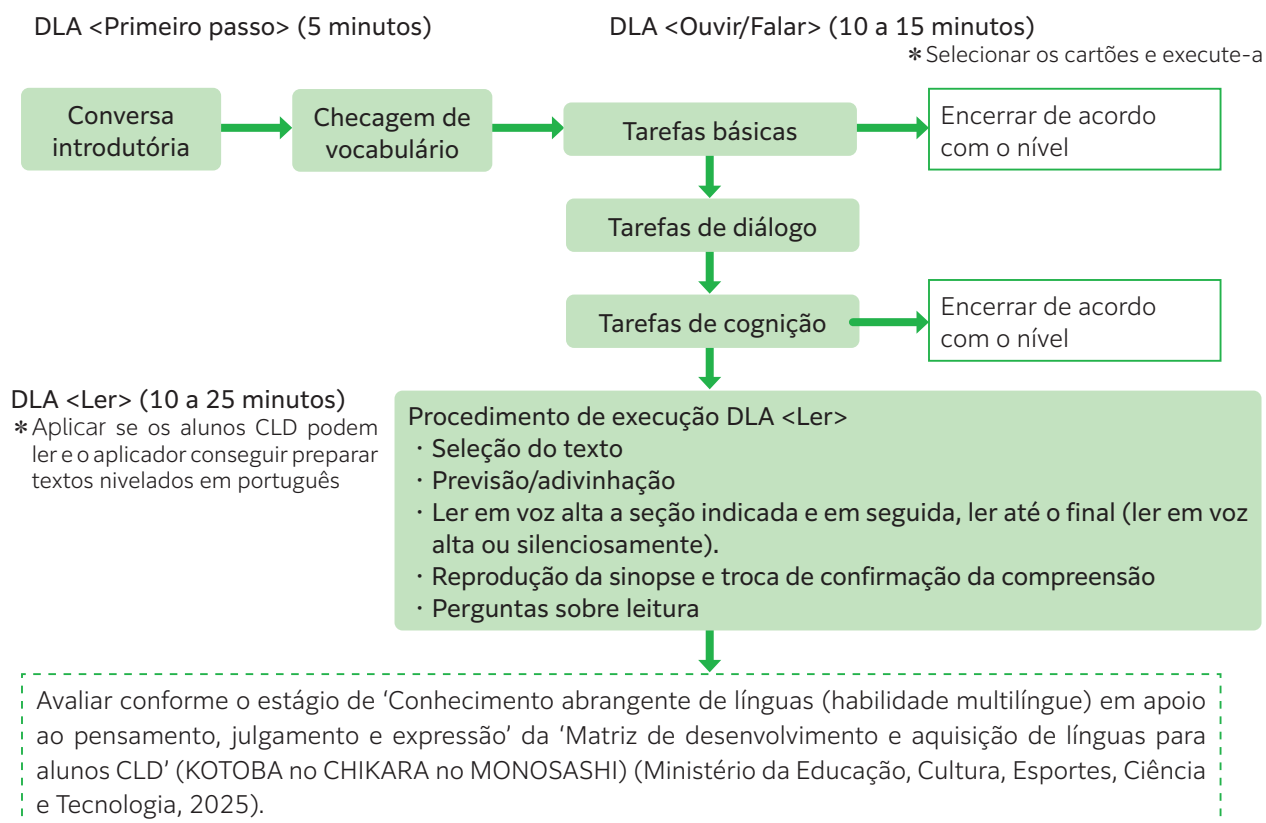 DLA <Primeiro passo> (5 minutos)
DLA <Ouvir/Falar> (10 a 15 minutos)
*Selecionar os cartões e execute-a
Conversa
introdutória
Checagem de
vocabulário
Tarefas básicas
Encerrar de acordo
com o nível
Tarefas de diálogo
Tarefas de cognição
Encerrar de acordo
com o nível
DLA <Ler> (10 a 25 minutos)
*Aplicar se os alunos CLD podem
ler e o aplicador conseguir preparar
textos nivelados em português
Procedimento de execução DLA <Ler>
・Seleção do texto
・Previsão/adivinhação
・Ler em voz alta a seção indicada e em seguida, ler até o final (ler em voz
alta ou silenciosamente).
・Reprodução da sinopse e troca de confirmação da compreensão
・Perguntas sobre leitura
Avaliar conforme o estágio de ‘Conhecimento abrangente de línguas (habilidade multilíngue) em apoio
ao pensamento, julgamento e expressão’ da ‘Matriz de desenvolvimento e aquisição de línguas para
alunos CLD’ (KOTOBA no CHIKARA no MONOSASHI) (Ministério da Educação, Cultura, Esportes, Ciência
e Tecnologia, 2025).